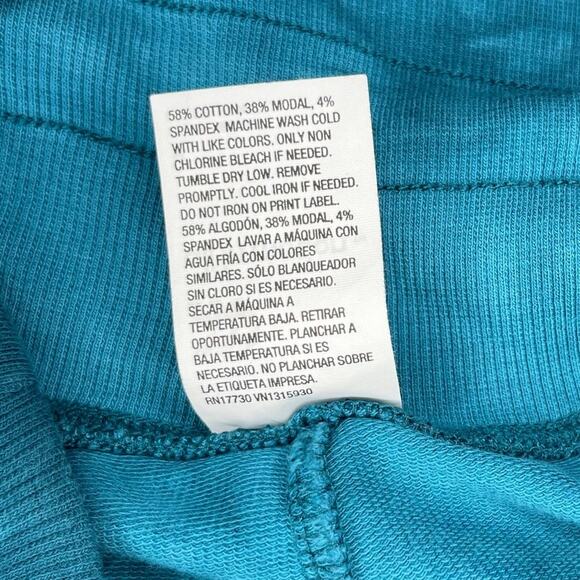 58% COTTON, 38% MODAL, 4%
SPANDEX MACHINE WASH COLD
WITH LIKE COLORS. ONLY NON
CHLORINE BLEACH IF NEEDED.
TUMBLE DRY LOW. REMOVE
PROMPTLY. COOL IRON IF NEEDED.
DO NOT IRON ON PRINT LABEL.
58% ALGODÓN, 38% MODAL, 4%
SPANDEX LAVAR A MÁQUINA CON
AGUA FRÍA CON COLORES
SIMILARES. SÓLO BLANQUEADOR
SIN CLORO SI ES NECESARIO.
SECAR A MÁQUINA A
TEMPERATURA BAJA. RETIRAR
OPORTUNAMENTE. PLANCHAR A
BAJA TEMPERATURA SI ES
NECESARIO. NO PLANCHAR SOBRE
LA ETIQUETA IMPRESA.
RN17730 VN1315930